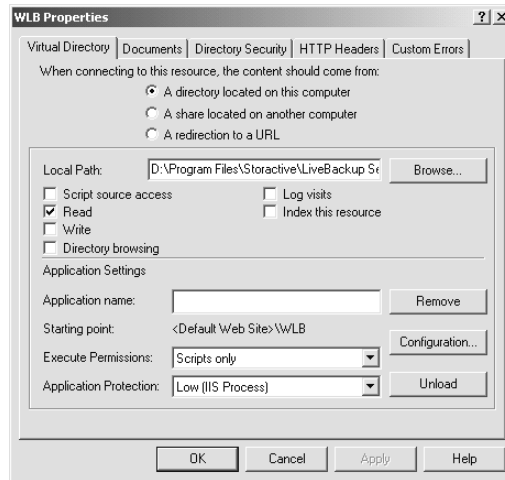 WLB Properties ? x
Virtual Directory Documents Directory Security HTTP Headers Custom Errors
When connecting to this resource, the content should come from:
A directory located on this computer
A share located on another computer
A redirection to a URL
Local Path: D:\Program Files\Storactive\LiveBackup Se Browse...
Script source access Log visits
Read Index this resource
Write
Directory browsing
Application Settings
Application name: Remove
Starting point: <Default Web Site>\WLB
Configuration...
Execute Permissions: Scripts only
Application Protection: Low (IIS Process) Unload
OK Cancel Apply Help